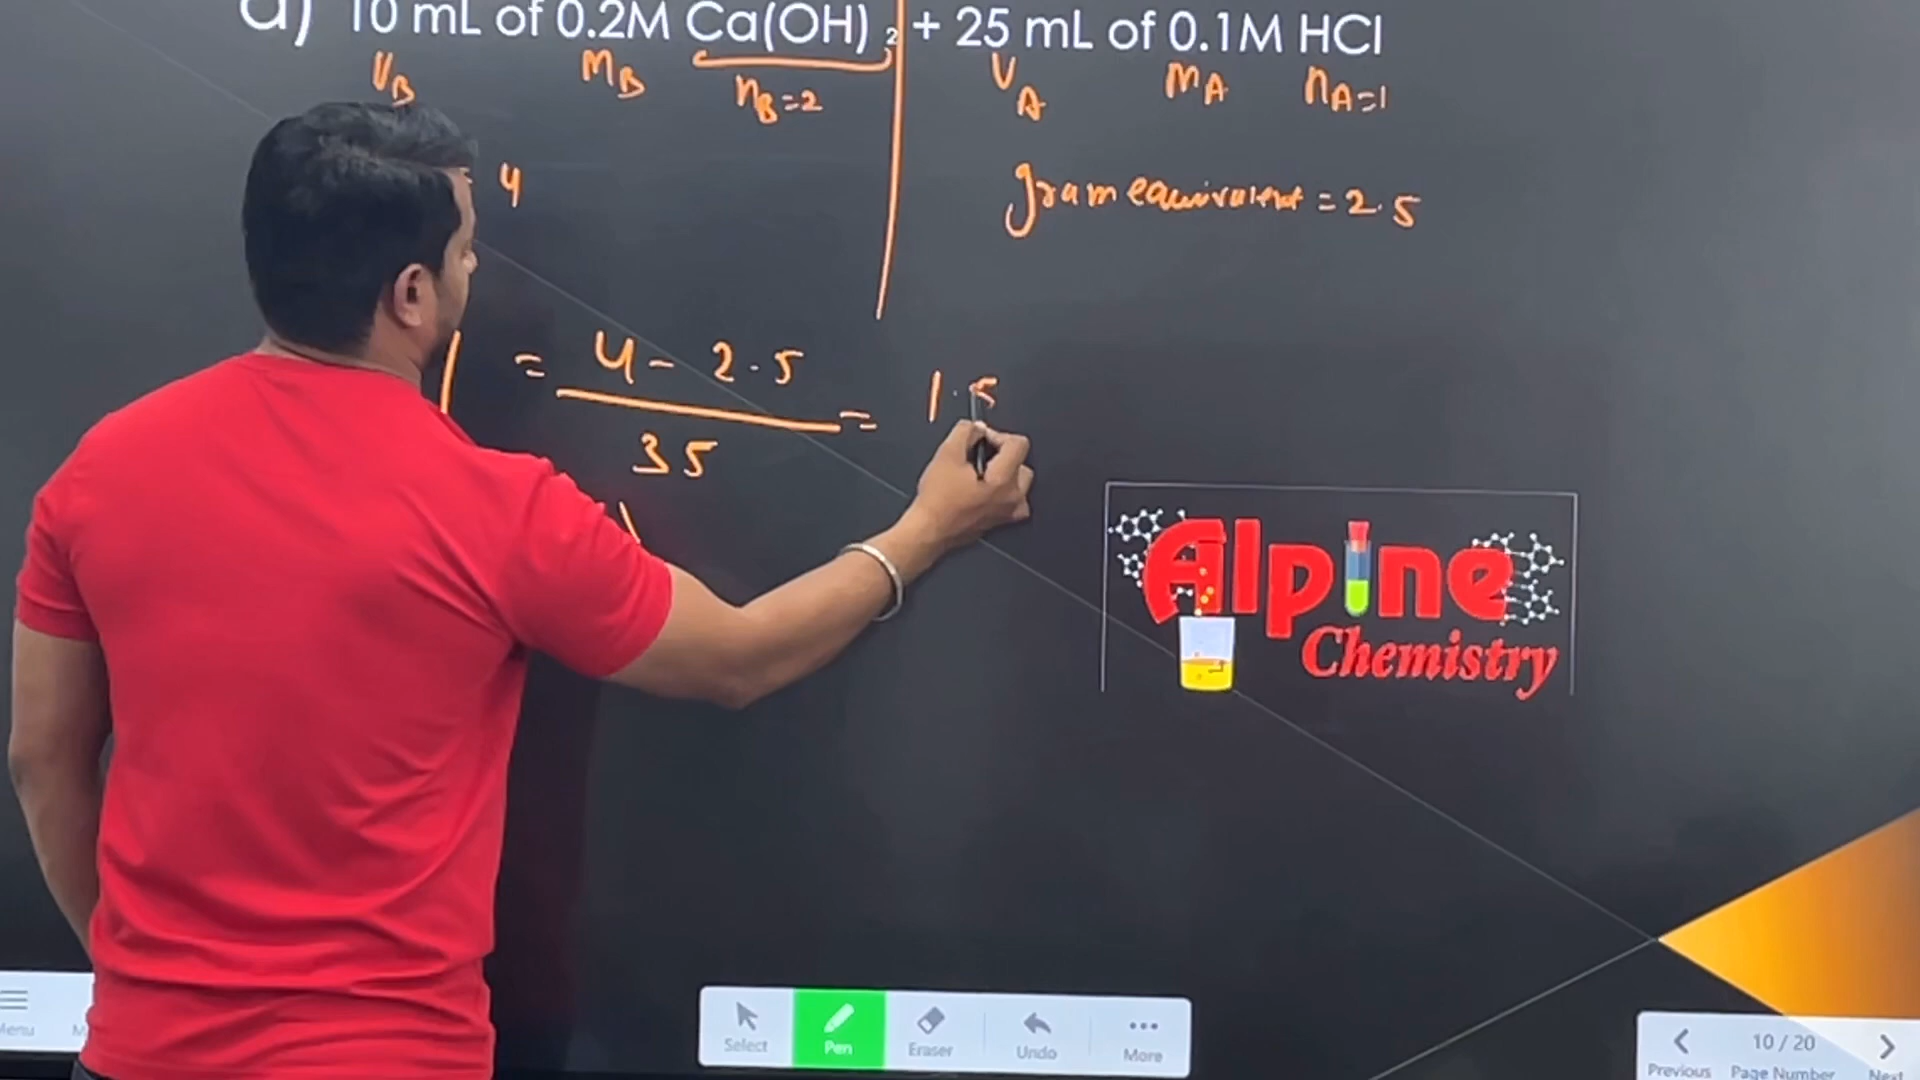 a) 10 mL of 0.2M Ca(OH) 2 + 25 mL of 0.1M HCl
VB MB nB=2 VA MA nA=1
4
gram equivalent = 2.5
= 4 - 2.5 = 1.5
35
Alpine
Chemistry
Select Pen Eraser Undo More
10 / 20
Previous Page Number Next